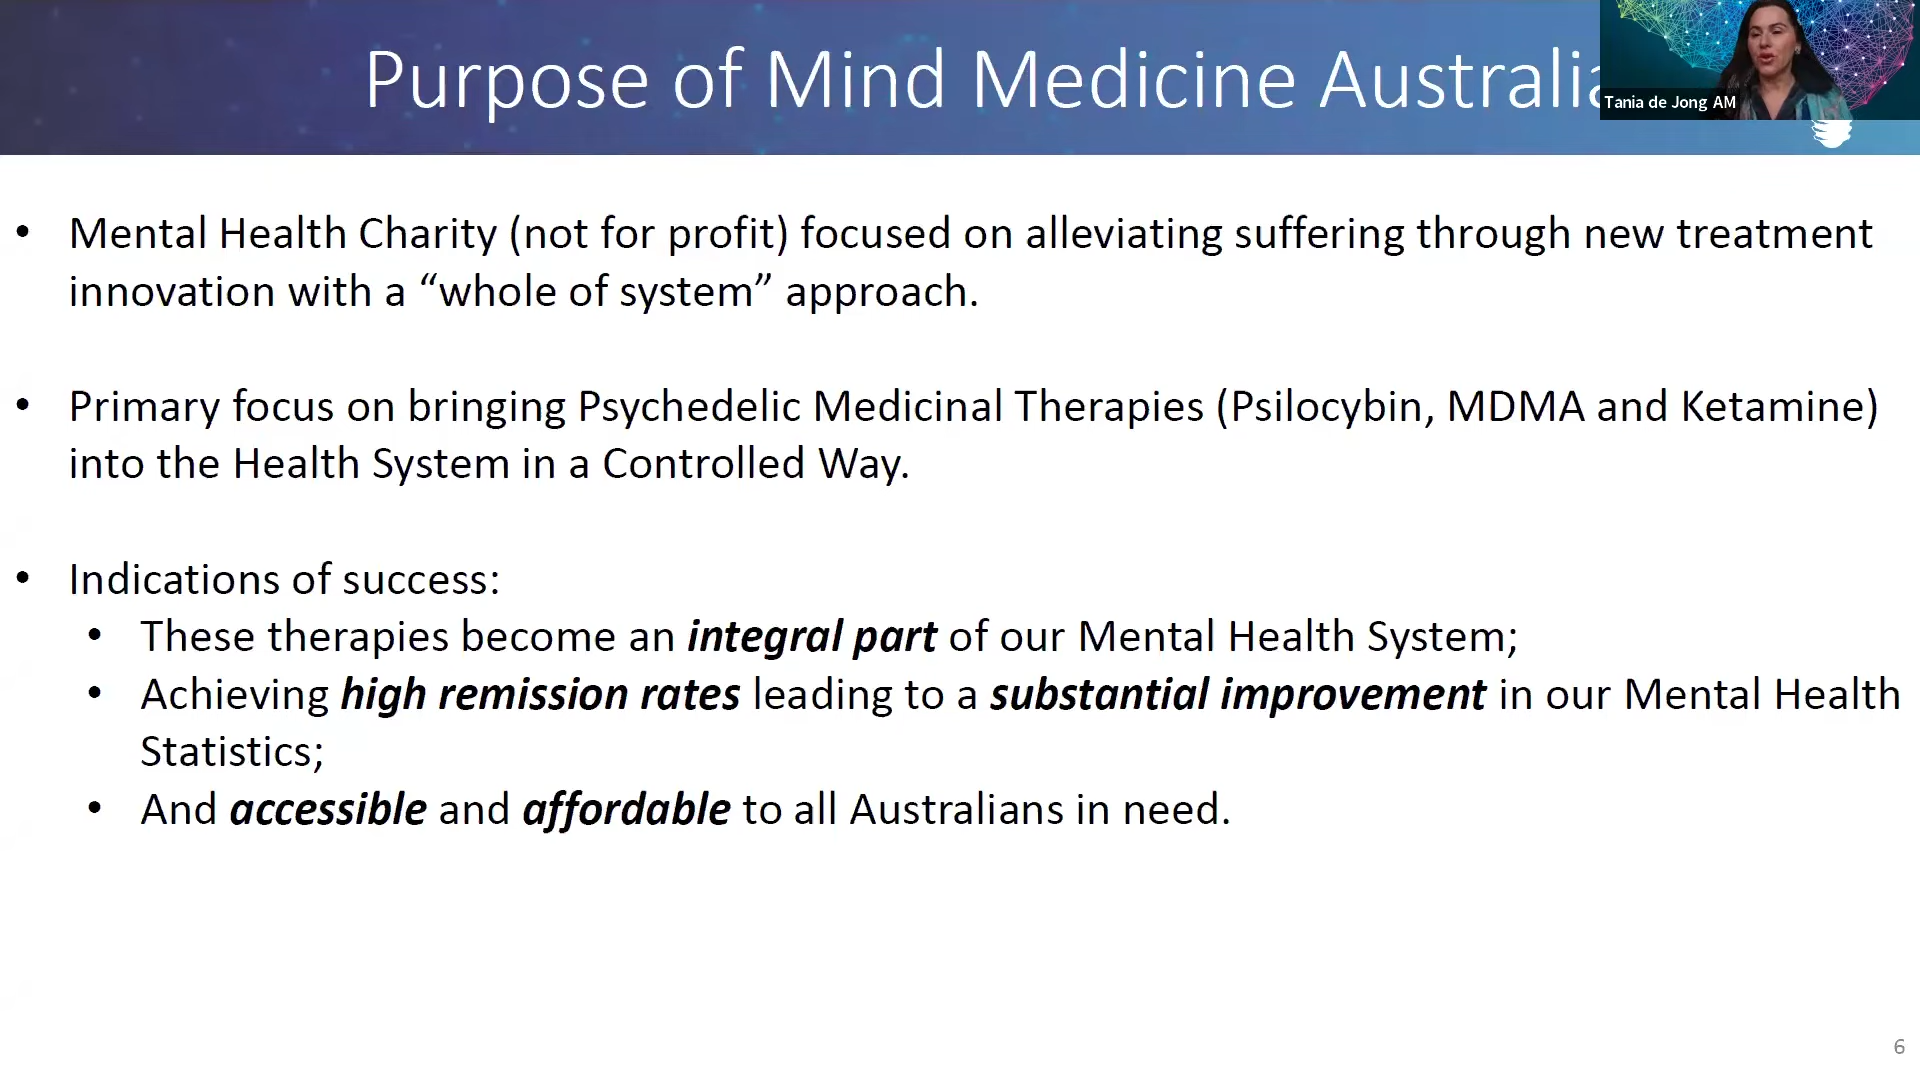 Purpose of Mind Medicine Australia
Tania de Jong AM
• Mental Health Charity (not for profit) focused on alleviating suffering through new treatment
innovation with a “whole of system” approach.
• Primary focus on bringing Psychedelic Medicinal Therapies (Psilocybin, MDMA and Ketamine)
into the Health System in a Controlled Way.
• Indications of success:
• These therapies become an integral part of our Mental Health System;
• Achieving high remission rates leading to a substantial improvement in our Mental Health
Statistics;
• And accessible and affordable to all Australians in need.
6